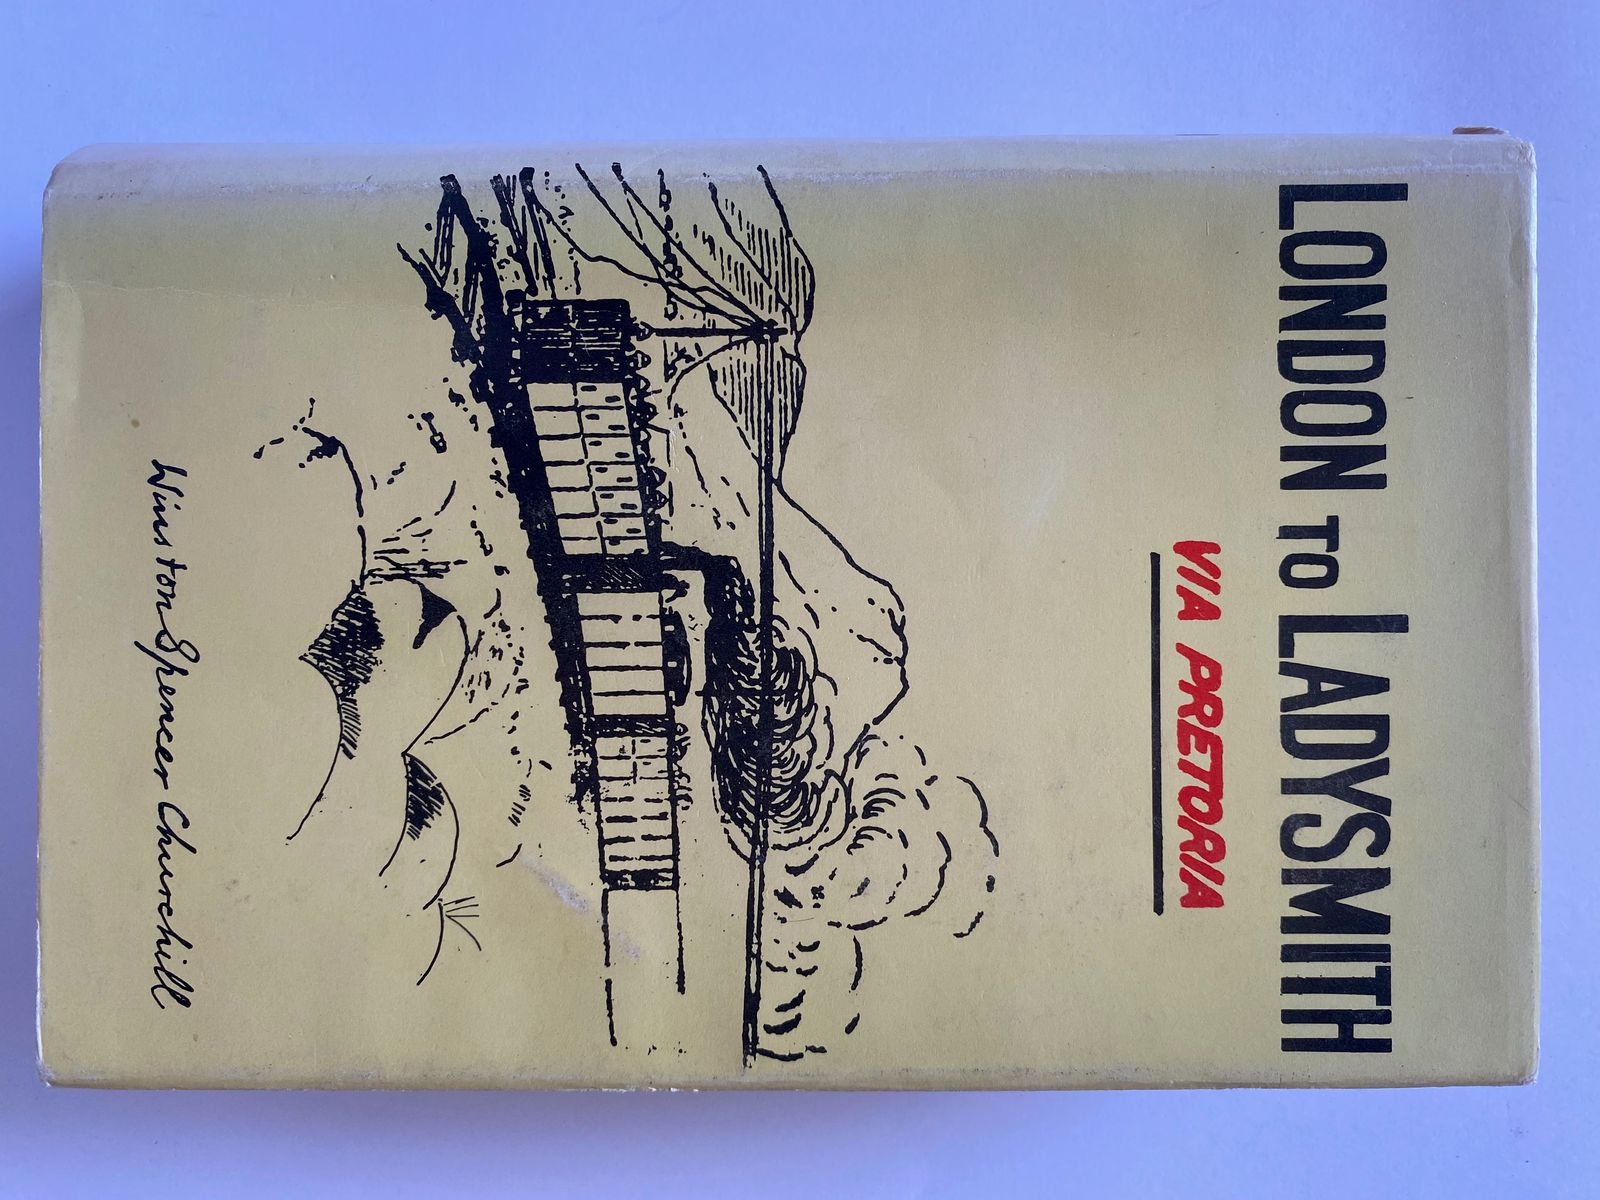 LONDON TO LADYSMITH
VIA PRETORIA
Winston Spencer Churchill